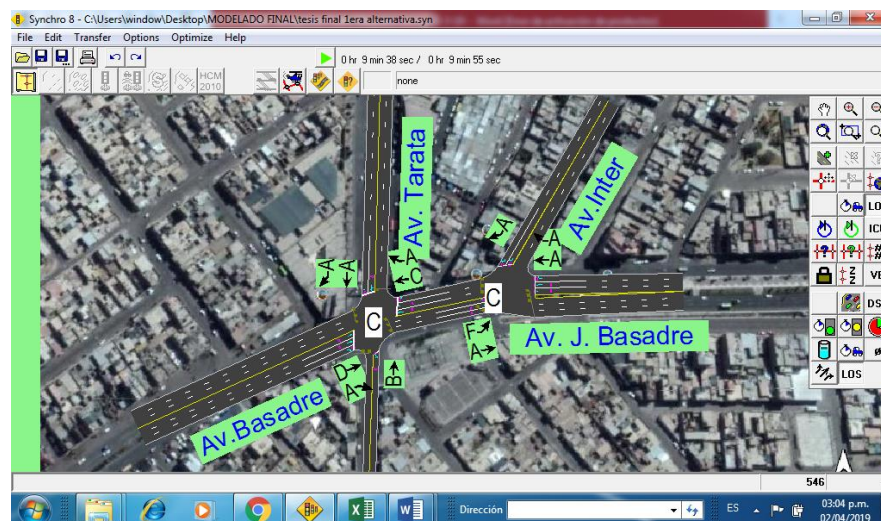 Synchro 8 - C:\Users\window\Desktop\MODELADO FINAL\tesis final 1era alternativa.syn
File Edit Transfer Options Optimize Help
0 hr 9 min 38 sec / 0 hr 9 min 55 sec
HCM
2010
none
Av. Tarata
Av.Inter
A
A
A
A
C
A
A
C
C
F
A
Av. J. Basadre
D
A
B
Av.Basadre
LO
ICU
VE
DS
LOS
546
Dirección
ES
03:04 p.m.
02/04/2019